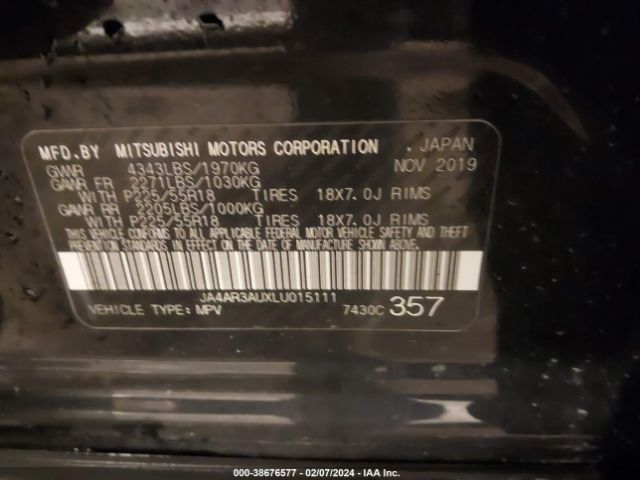 MFD.BY MITSUBISHI MOTORS CORPORATION . JAPAN
GVWR 4343LBS/1970KG NOV 2019
GAWR FR 2271LBS/1030KG
WITH P225/55R18 TIRES 18X7.0J RIMS
GAWR RR 2205LBS/1000KG
WITH P225/55R18 TIRES 18X7.0J RIMS
THIS VEHICLE CONFORMS TO ALL APPLICABLE FEDERAL MOTOR VEHICLE SAFETY AND THEFT
PREVENTION STANDARDS IN EFFECT ON THE DATE OF MANUFACTURE SHOWN ABOVE.
JA4AR3AUXLU015111
VEHICLE TYPE: MPV 7430C 357
000-38676577 - 02/07/2024 - IAA Inc.